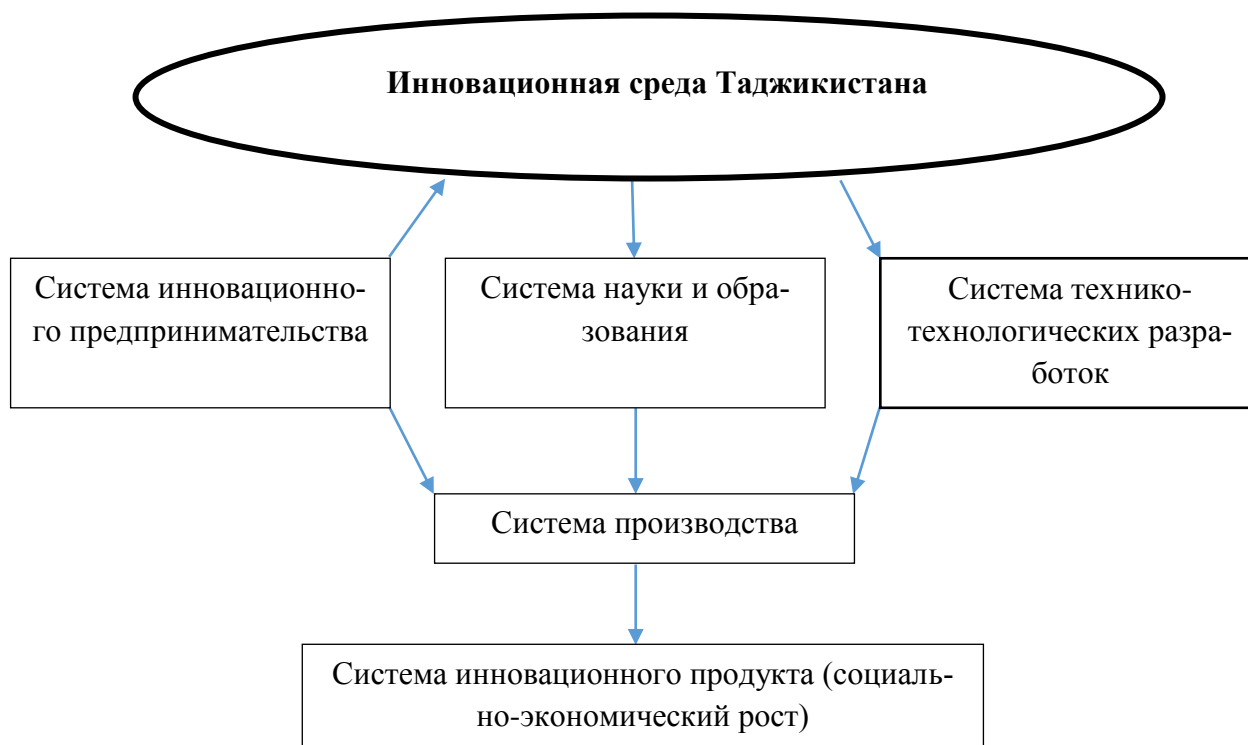 Инновационная среда Таджикистана
Система инновационно-
го предпринимательства
Система науки и обра-
зования
Система технико-
технологических разра-
боток
Система производства
Система инновационного продукта (социаль-
но-экономический рост)